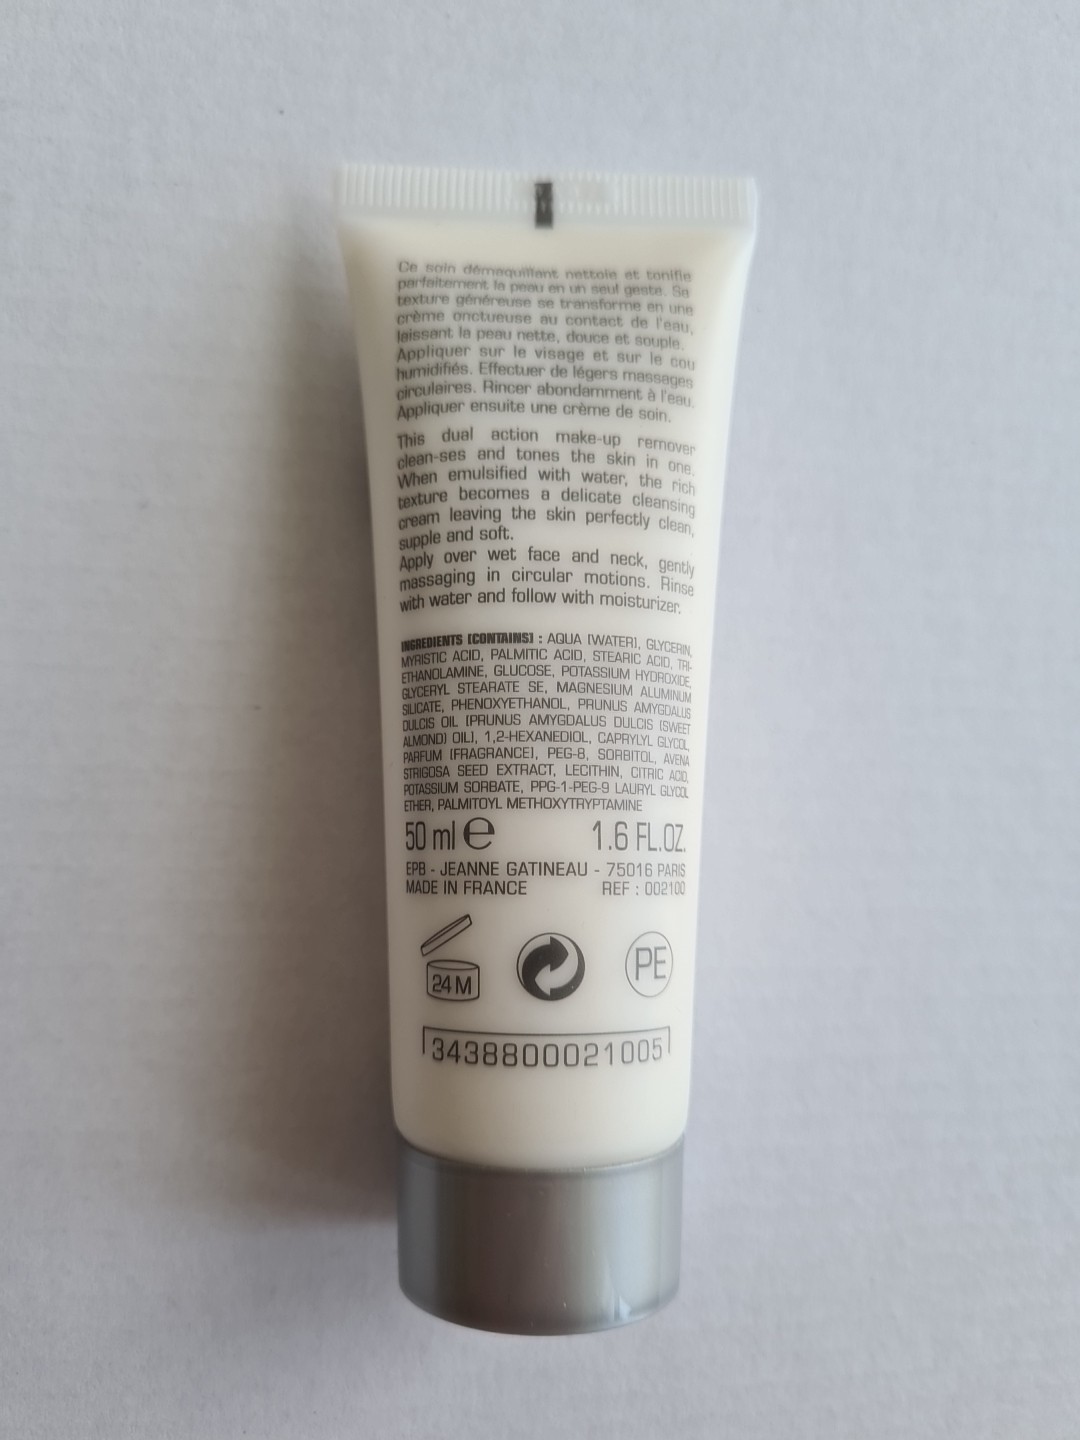 Ce soin démaquillant nettoie et tonifie
parfaitement la peau en un seul geste. Sa
texture généreuse se transforme en une
crème onctueuse au contact de l'eau,
laissant la peau nette, douce et souple.
Appliquer sur le visage et sur le cou
humidifiés. Effectuer de légers massages
circulaires. Rincer abondamment à l'eau.
Appliquer ensuite une crème de soin.
This dual action make-up remover
clean-ses and tones the skin in one.
When emulsified with water, the rich
texture becomes a delicate cleansing
cream leaving the skin perfectly clean,
supple and soft.
Apply over wet face and neck, gently
massaging in circular motions. Rinse
with water and follow with moisturizer.
INGREDIENTS [CONTAINS] : AQUA [WATER], GLYCERIN,
MYRISTIC ACID, PALMITIC ACID, STEARIC ACID, TRI-
ETHANOLAMINE, GLUCOSE, POTASSIUM HYDROXIDE,
GLYCERYL STEARATE SE, MAGNESIUM ALUMINUM
SILICATE, PHENOXYETHANOL, PRUNUS AMYGDALUS
DULCIS OIL [PRUNUS AMYGDALUS DULCIS [SWEET
ALMOND] OIL], 1,2-HEXANEDIOL, CAPRYLYL GLYCOL,
PARFUM [FRAGRANCE], PEG-8, SORBITOL, AVENA
STRIGOSA SEED EXTRACT, LECITHIN, CITRIC ACID,
POTASSIUM SORBATE, PPG-1-PEG-9 LAURYL GLYCOL
ETHER, PALMITOYL METHOXYTRYPTAMINE
50 ml e 1.6 FL.OZ.
EPB - JEANNE GATINEAU - 75016 PARIS
MADE IN FRANCE REF : 002100
24 M PE
3438800021005